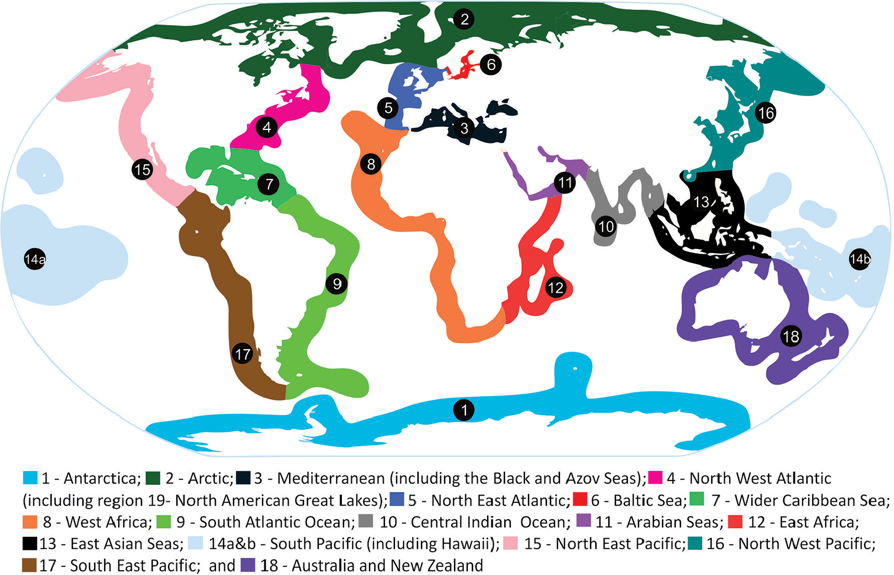 2
6
5
4
3
16
8
15
11
7
13
10
14a
14b
9
12
18
17
1
1 - Antarctica; 2 - Arctic; 3 - Mediterranean (including the Black and Azov Seas); 4 - North West Atlantic
(including region 19- North American Great Lakes); 5 - North East Atlantic; 6 - Baltic Sea; 7 - Wider Caribbean Sea;
8 - West Africa; 9 - South Atlantic Ocean; 10 - Central Indian Ocean; 11 - Arabian Seas; 12 - East Africa;
13 - East Asian Seas; 14a&b - South Pacific (including Hawaii); 15 - North East Pacific; 16 - North West Pacific;
17 - South East Pacific; and 18 - Australia and New Zealand